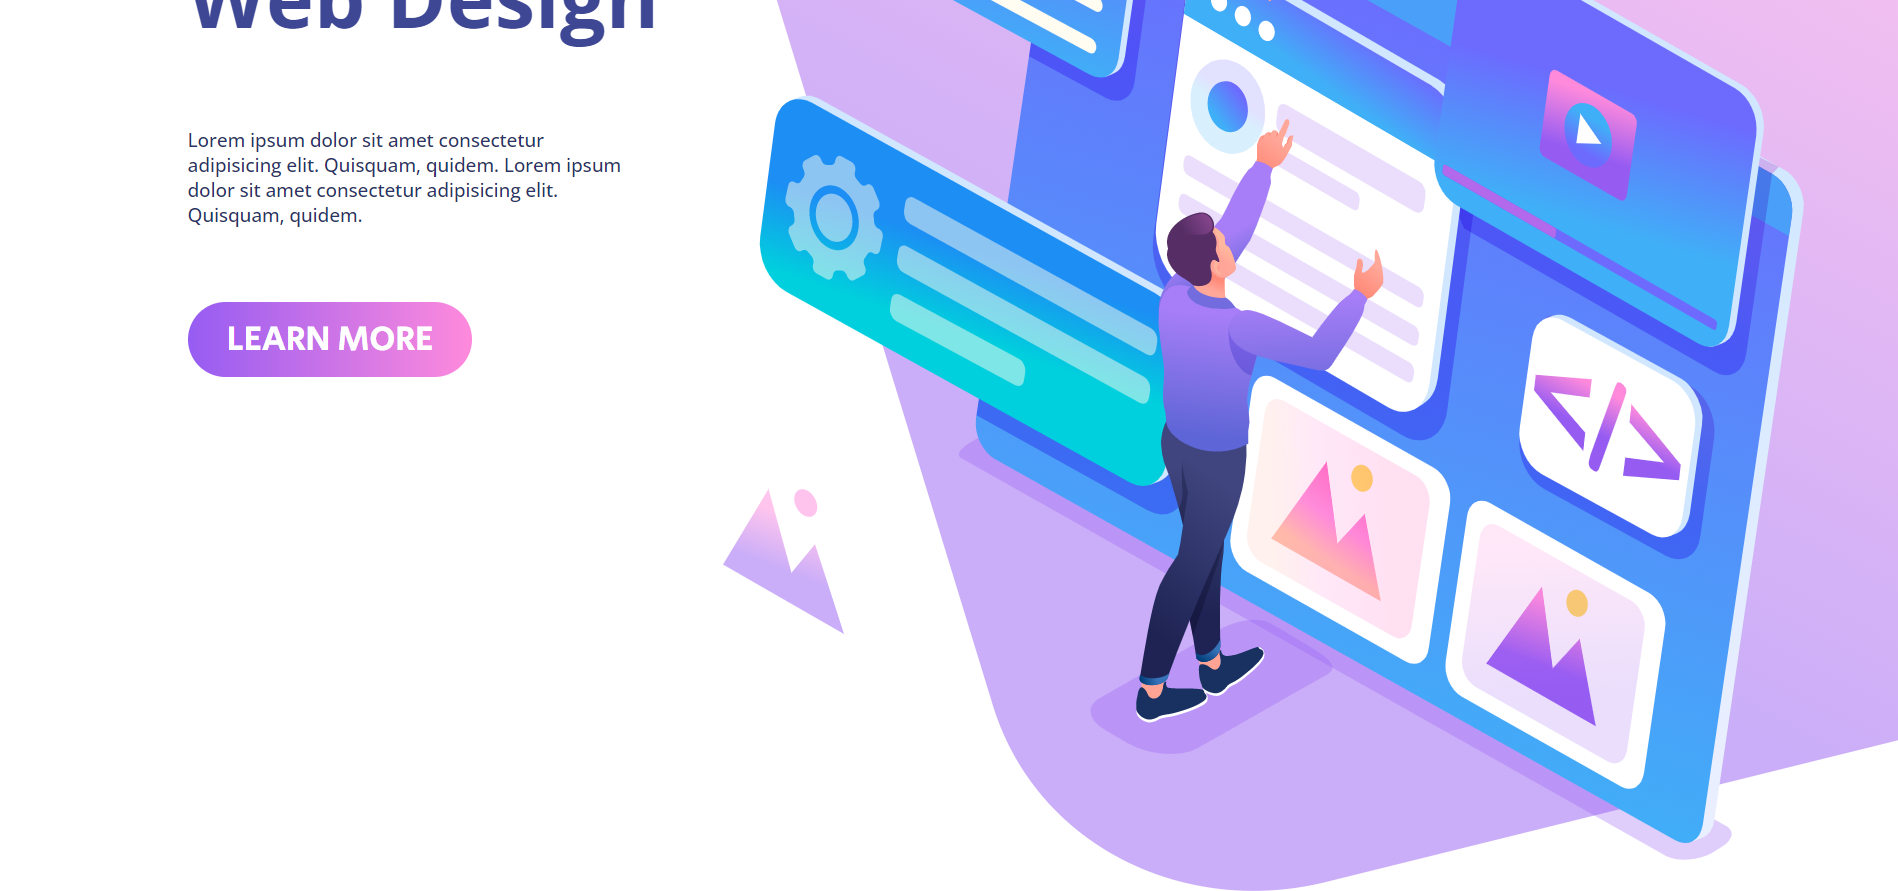 Web Design
Lorem ipsum dolor sit amet consectetur
adipisicing elit. Quisquam, quidem. Lorem ipsum
dolor sit amet consectetur adipisicing elit.
Quisquam, quidem.
LEARN MORE